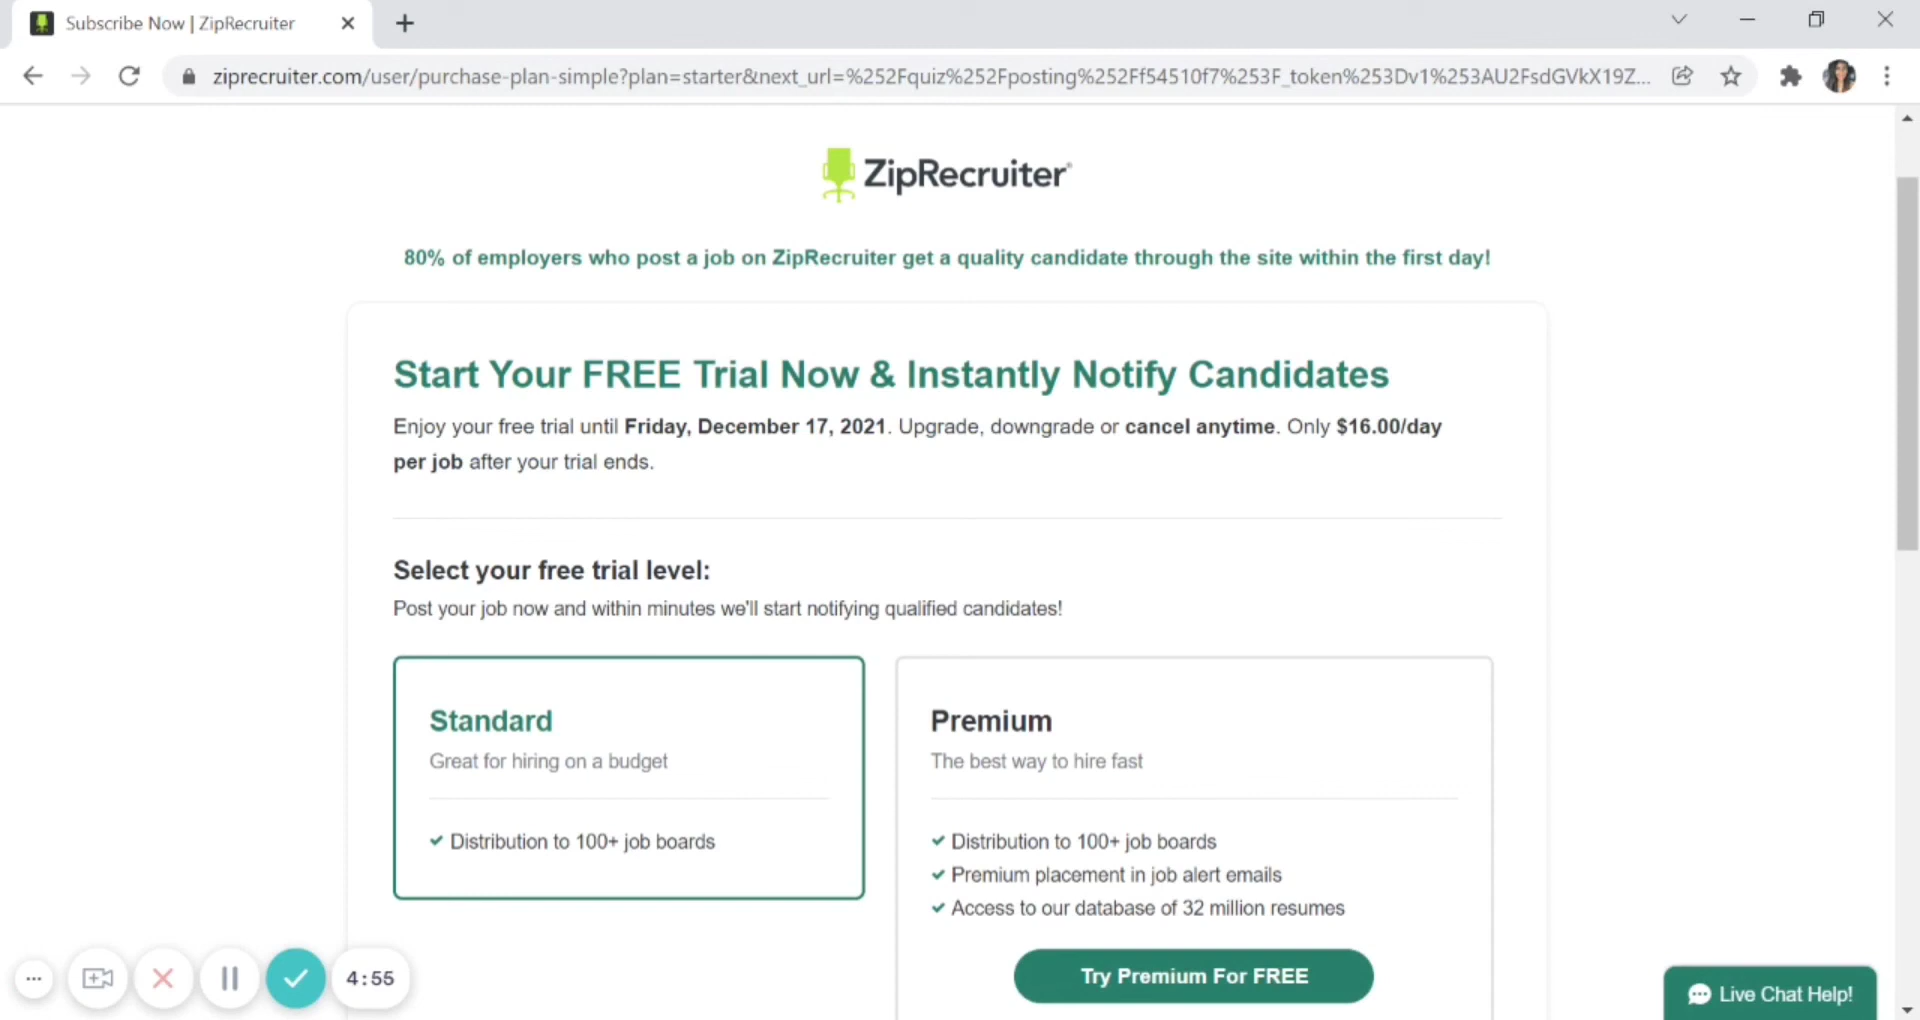 Subscribe Now | ZipRecruiter
ziprecruiter.com/user/purchase-plan-simple?plan=starter&next_url=%252Fquiz%252Fposting%252Ff54510f7%253F_token%253Dv1%253AU2FsdGVkX19Z...
ZipRecruiter®
80% of employers who post a job on ZipRecruiter get a quality candidate through the site within the first day!
Start Your FREE Trial Now & Instantly Notify Candidates
Enjoy your free trial until Friday, December 17, 2021. Upgrade, downgrade or cancel anytime. Only $16.00/day
per job after your trial ends.
Select your free trial level:
Post your job now and within minutes we'll start notifying qualified candidates!
Standard
Great for hiring on a budget
Distribution to 100+ job boards
Premium
The best way to hire fast
Distribution to 100+ job boards
Premium placement in job alert emails
Access to our database of 32 million resumes
Try Premium For FREE
4:55
Live Chat Help!